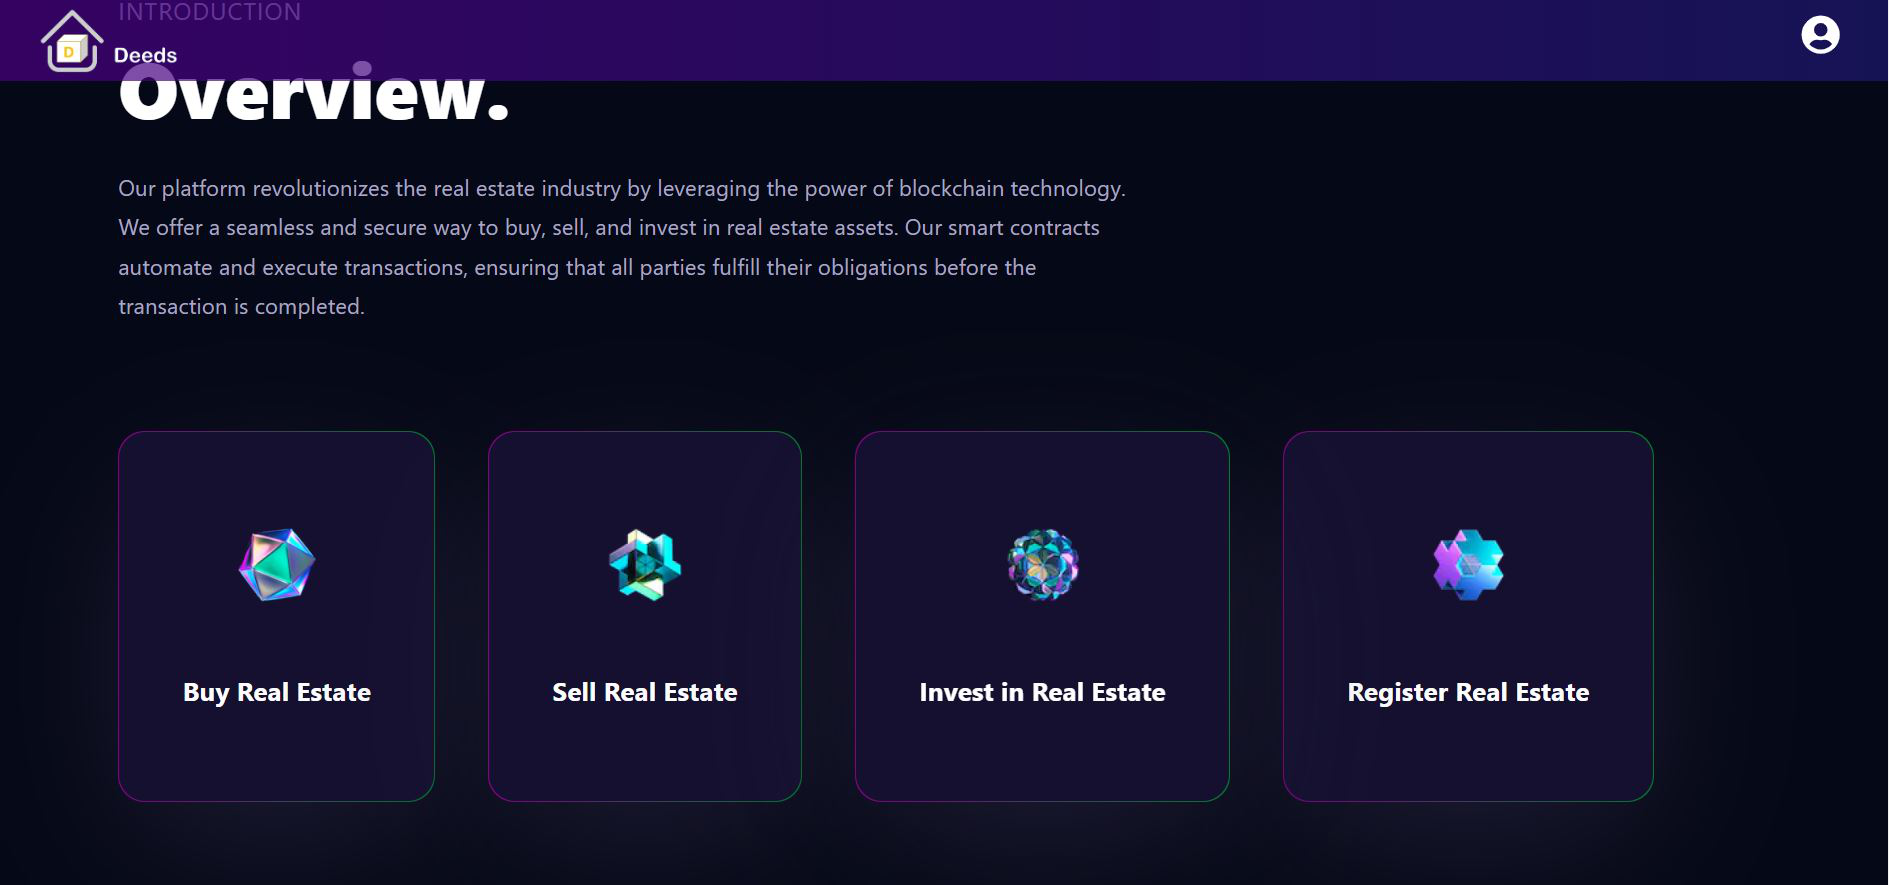 INTRODUCTION
D
Deeds
Overview.
Our platform revolutionizes the real estate industry by leveraging the power of blockchain technology.
We offer a seamless and secure way to buy, sell, and invest in real estate assets. Our smart contracts
automate and execute transactions, ensuring that all parties fulfill their obligations before the
transaction is completed.
Buy Real Estate
Sell Real Estate
Invest in Real Estate
Register Real Estate